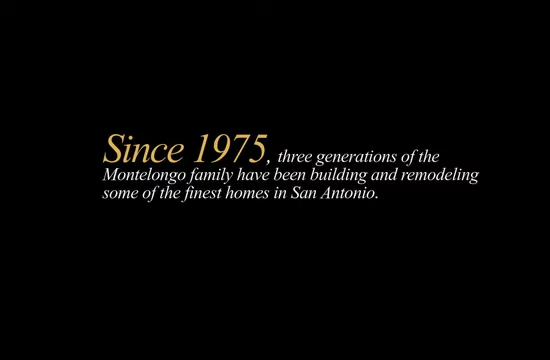 Since 1975, three generations of the
Montelongo family have been building and remodeling
some of the finest homes in San Antonio.